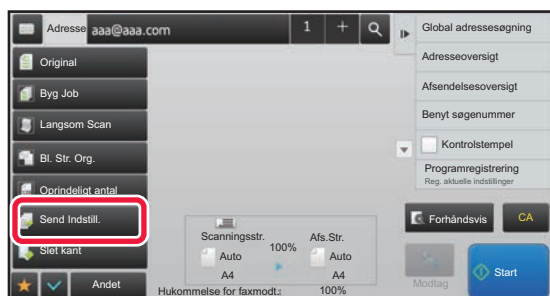 Adresse aaa@aaa.com 1 +
Original
Byg Job
Langsom Scan
Bl. Str. Org.
Oprindeligt antal
Send Indstill.
Slet kant
Andet
Scanningsstr. 100% Afs.Str.
Auto Auto
A4 A4
Hukommelse for faxmodt.: 100%
Global adressesøgning
Adresseoversigt
Afsendelsesoversigt
Benyt søgenummer
Kontrolstempel
Programregistrering
Reg. aktuelle indstillinger
Forhåndsvis CA
Modtag Start